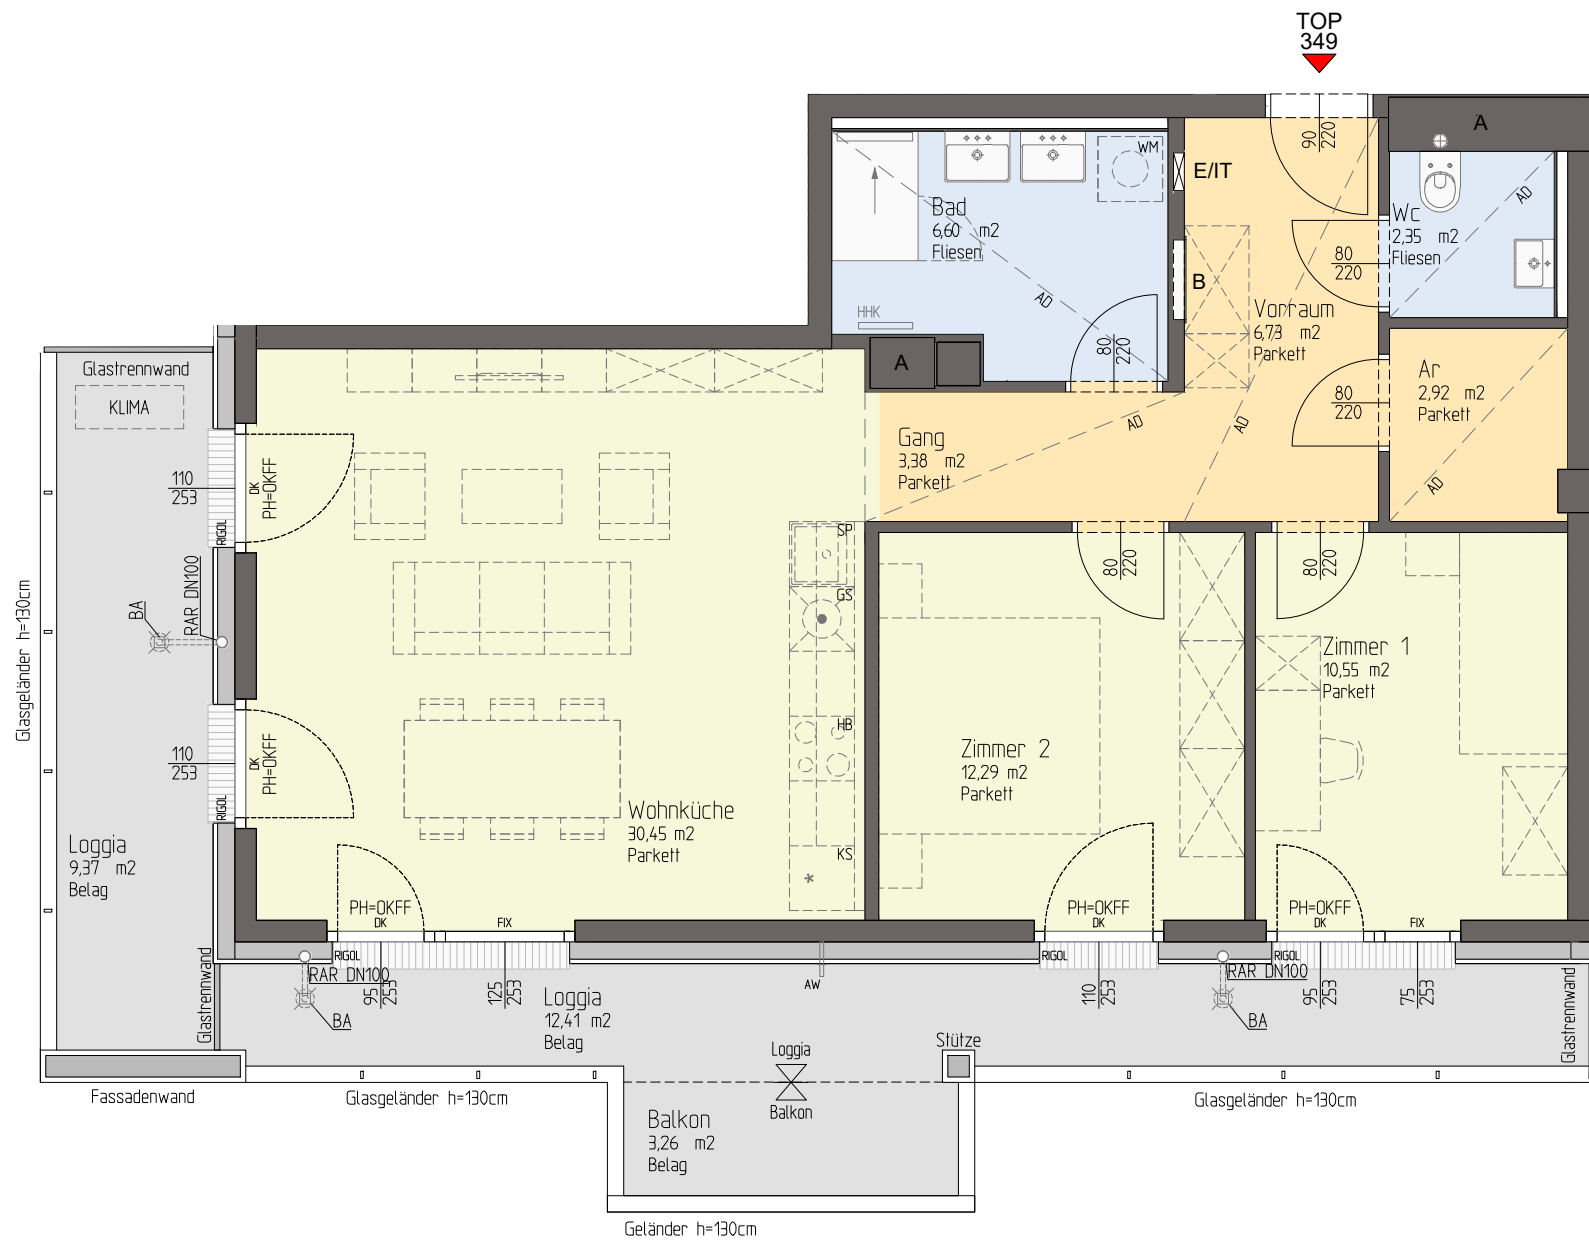 TOP
349
A
90
220
WM
E/IT
Bad
6,60 m2
Fliesen
AD
HHK
B
80
220
Wc
2,35 m2
Fliesen
AD
80
220
Vorraum
6,73 m2
Parkett
AD
A
Ar
2,92 m2
Parkett
AD
80
220
Gang
3,38 m2
Parkett
AD
Glastrennwand
KLIMA
110
253
DK
PH=OKFF
RIGOL
RAR DN100
BA
Glasgeländer h=130cm
110
253
DK
PH=OKFF
RIGOL
SP
GS
HB
KS
*
80
220
80
220
Zimmer 1
10,55 m2
Parkett
Zimmer 2
12,29 m2
Parkett
Wohnküche
30,45 m2
Parkett
Loggia
9,37 m2
Belag
PH=OKFF
DK
FIX
PH=OKFF
DK
PH=OKFF
DK
FIX
Glastrennwand
RIGOL
RAR DN100
BA
95
253
125
253
Loggia
12,41 m2
Belag
AW
RIGOL
110
253
RIGOL
RAR DN100
BA
95
253
75
253
Glastrennwand
Stütze
Loggia
Balkon
Fassadenwand
Glasgeländer h=130cm
Glasgeländer h=130cm
Balkon
3,26 m2
Belag
Geländer h=130cm